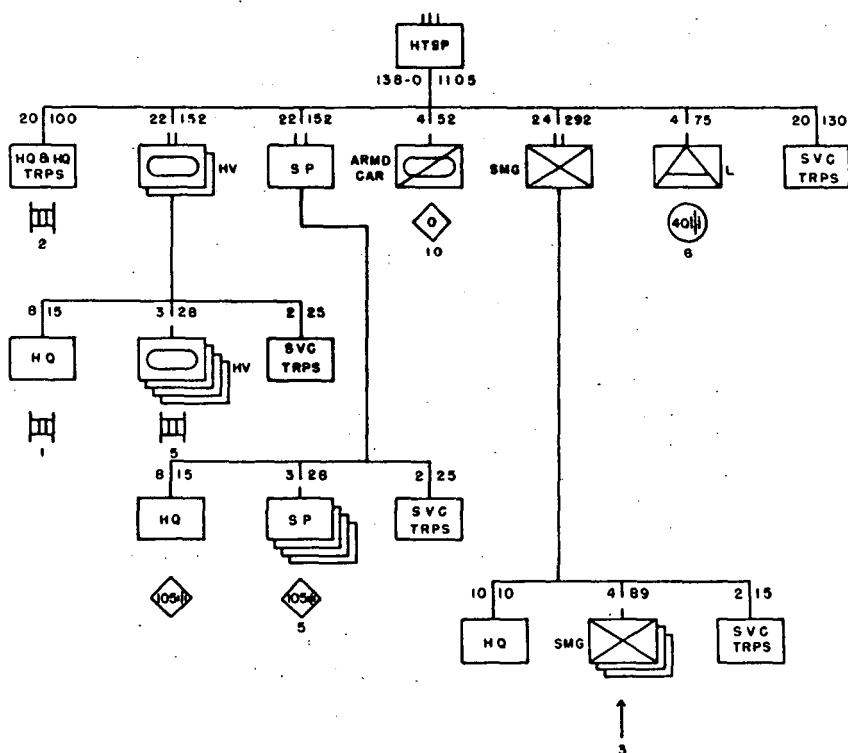 HTSP
138-0 1105
20 100 22 152 22 152 4 52 24 292 4 75 20 130
HQ & HQ TRPS
HV
SP
ARMD CAR
SMG
L
SVC TRPS
2
0
10
40
6
8 15 3 28 2 25
HQ
HV
SVC TRPS
1
5
8 15 3 28 2 25
HQ
SP
SVC TRPS
105
105
5
10 10 4 89 2 15
HQ
SMG
SVC TRPS
3